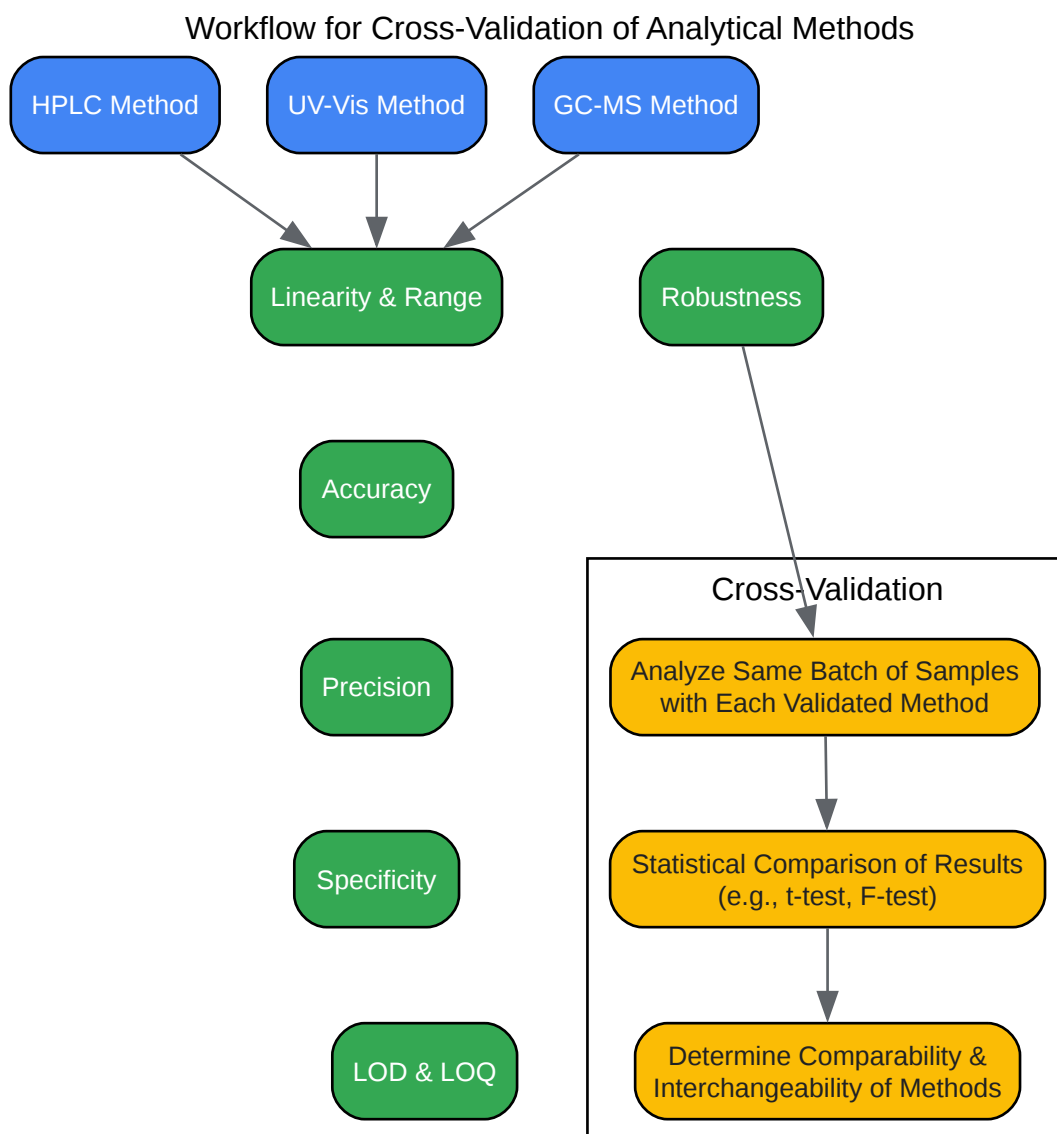 Workflow for Cross-Validation of Analytical Methods
HPLC Method
UV-Vis Method
GC-MS Method
Linearity & Range
Robustness
Accuracy
Precision
Specificity
LOD & LOQ
Cross-Validation
Analyze Same Batch of Samples
with Each Validated Method
Statistical Comparison of Results
(e.g., t-test, F-test)
Determine Comparability &
Interchangeability of Methods